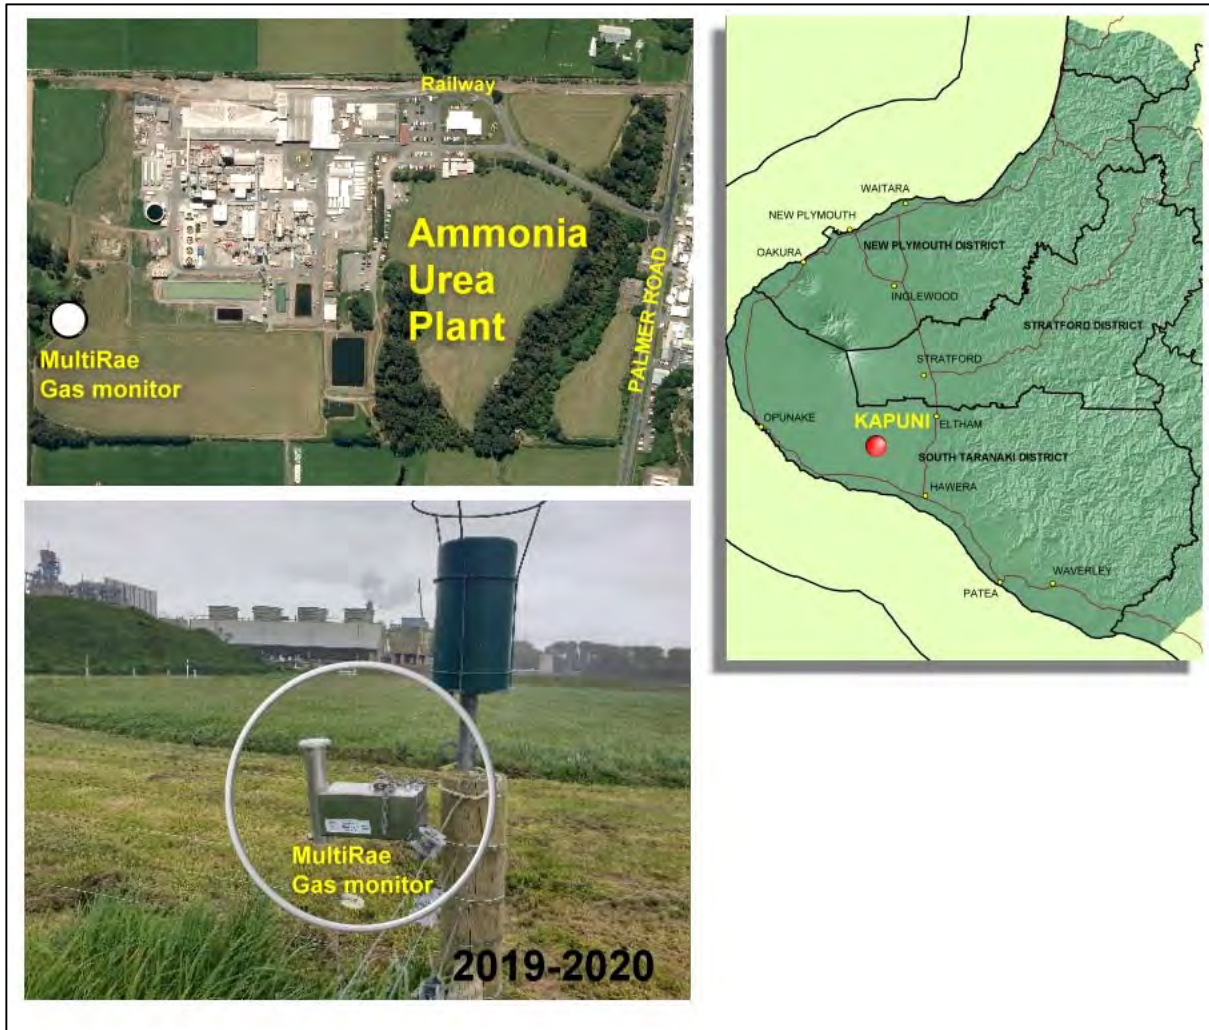 Railway
Ammonia
Urea
Plant
PALMER ROAD
MultiRae
Gas monitor
WAITARA
NEW PLYMOUTH
NEW PLYMOUTH DISTRICT
OAKURA
INGLEWOOD
STRATFORD DISTRICT
STRATFORD
KAPUNI
OPUNAKE
ELTHAM
SOUTH TARANAKI DISTRICT
HAWERA
WAVERLEY
PATEA
MultiRae
Gas monitor
2019-2020